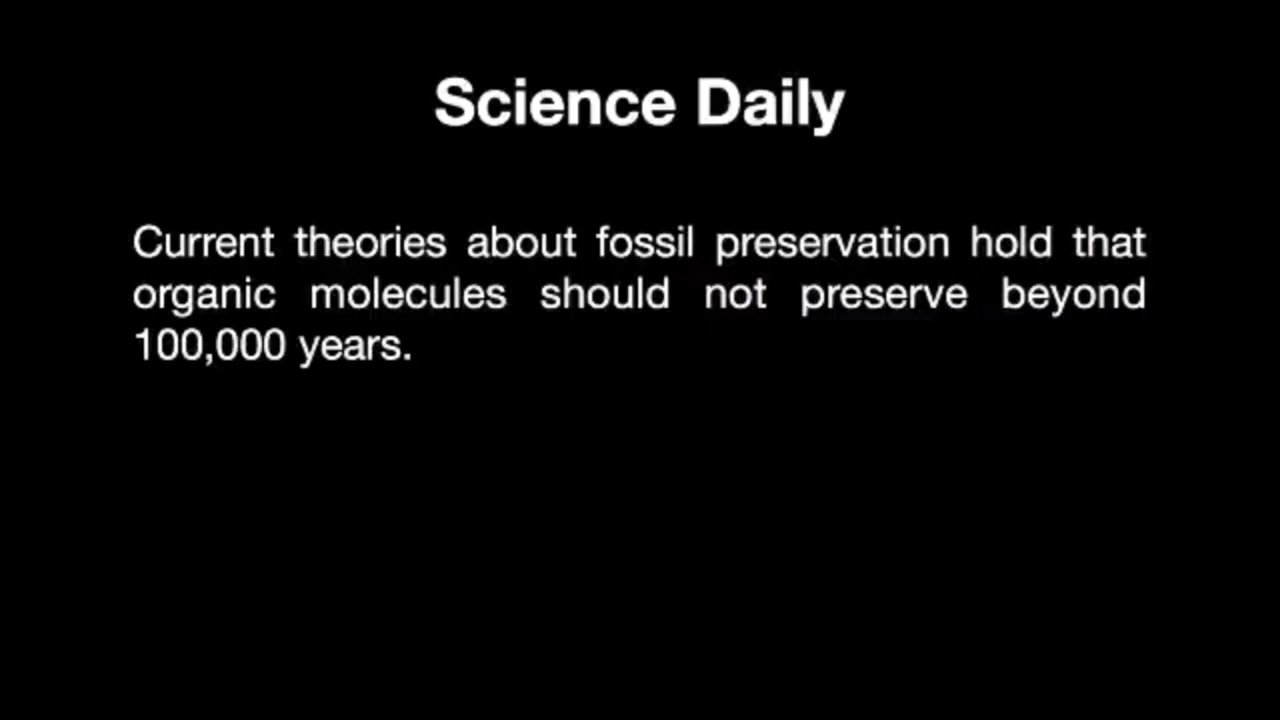 Science Daily
Current theories about fossil preservation hold that
organic molecules should not preserve beyond
100,000 years.